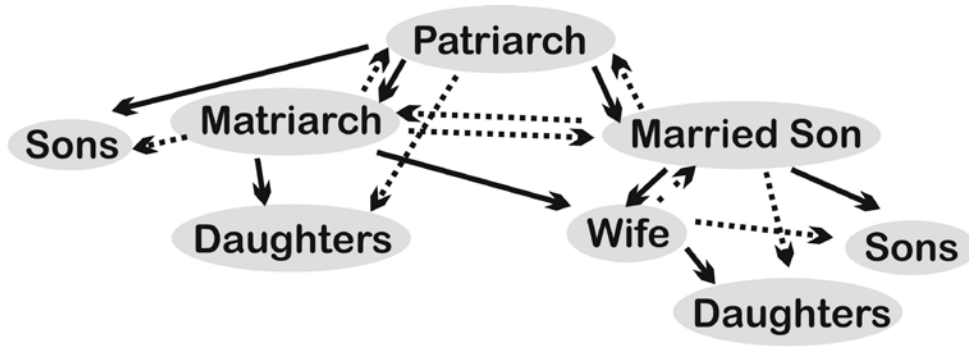 Patriarch
Matriarch
Married Son
Sons
Daughters
Wife
Sons
Daughters